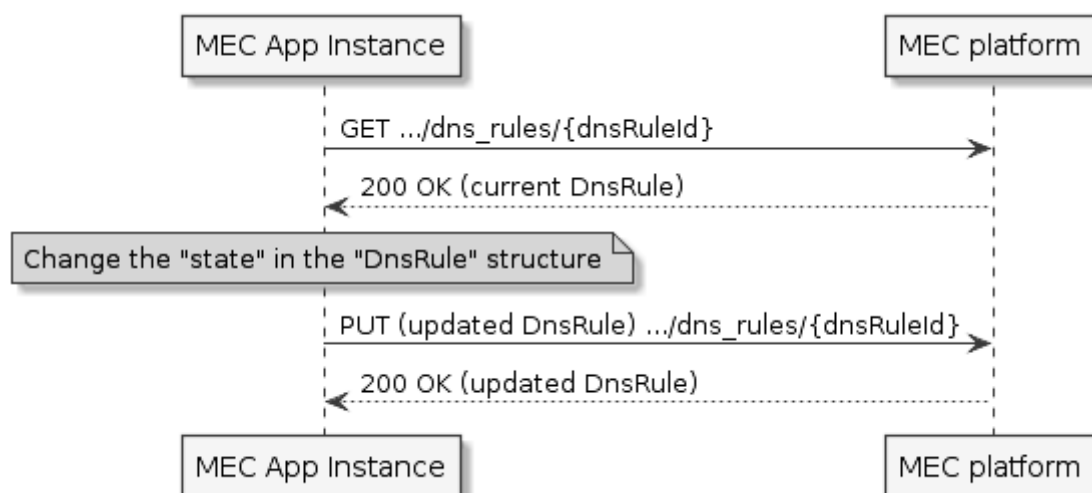 MEC App Instance
MEC platform
GET .../dns_rules/{dnsRuleId}
200 OK (current DnsRule)
Change the "state" in the "DnsRule" structure
PUT (updated DnsRule) .../dns_rules/{dnsRuleId}
200 OK (updated DnsRule)
MEC App Instance
MEC platform